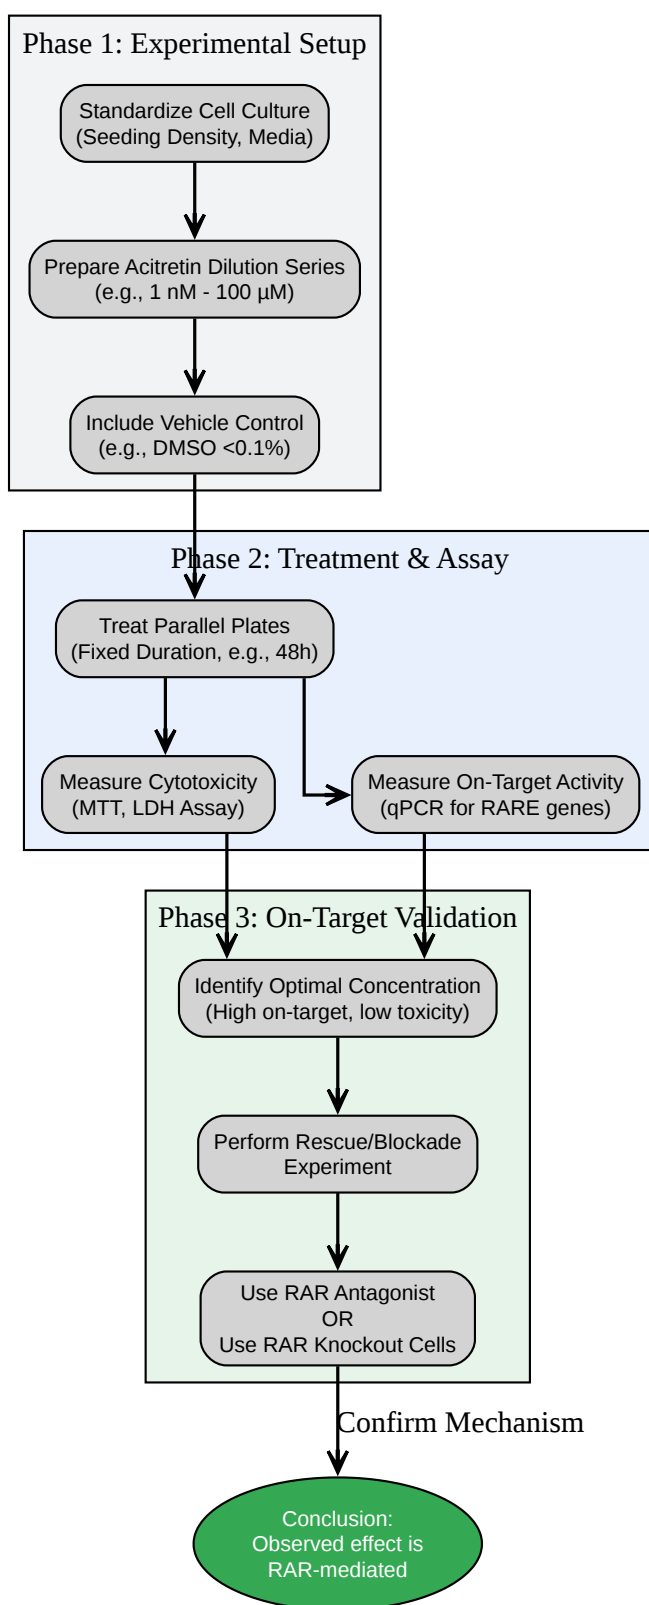 Phase 1: Experimental Setup
Standardize Cell Culture
(Seeding Density, Media)
Prepare Acitretin Dilution Series
(e.g., 1 nM - 100 µM)
Include Vehicle Control
(e.g., DMSO <0.1%)
Phase 2: Treatment & Assay
Treat Parallel Plates
(Fixed Duration, e.g., 48h)
Measure Cytotoxicity
(MTT, LDH Assay)
Measure On-Target Activity
(qPCR for RARE genes)
Phase 3: On-Target Validation
Identify Optimal Concentration
(High on-target, low toxicity)
Perform Rescue/Blockade
Experiment
Use RAR Antagonist
OR
Use RAR Knockout Cells
Confirm Mechanism
Conclusion:
Observed effect is
RAR-mediated